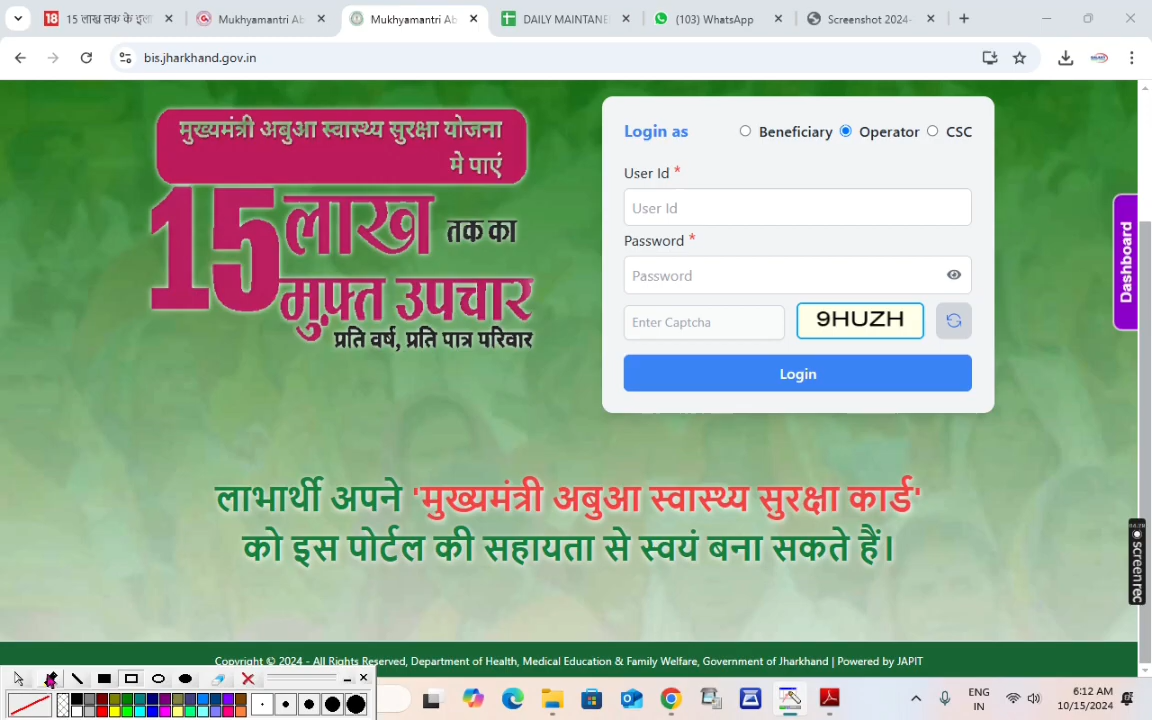 15 लाख के इला
Mukhyamantri Ab
Mukhyamantri Ab
DAILY MAINTANE
(103) WhatsApp
Screenshot 2024-
bis.jharkhand.gov.in
मुख्यमंत्री अबुआ स्वास्थ्य सुरक्षा योजना
मे पाएं
15 लाख तक का
मुफ़्त उपचार
प्रति वर्ष, प्रति पात्र परिवार
Login as Beneficiary Operator CSC
User Id *
User Id
Password *
Password
Enter Captcha 9HUZH
Login
Dashboard
लाभार्थी अपने 'मुख्यमंत्री अबुआ स्वास्थ्य सुरक्षा कार्ड'
को इस पोर्टल की सहायता से स्वयं बना सकते हैं।
screenrec
Copyright © 2024 - All Rights Reserved, Department of Health, Medical Education & Family Welfare, Government of Jharkhand | Powered by JAPIT
ENG
IN
6:12 AM
10/15/2024